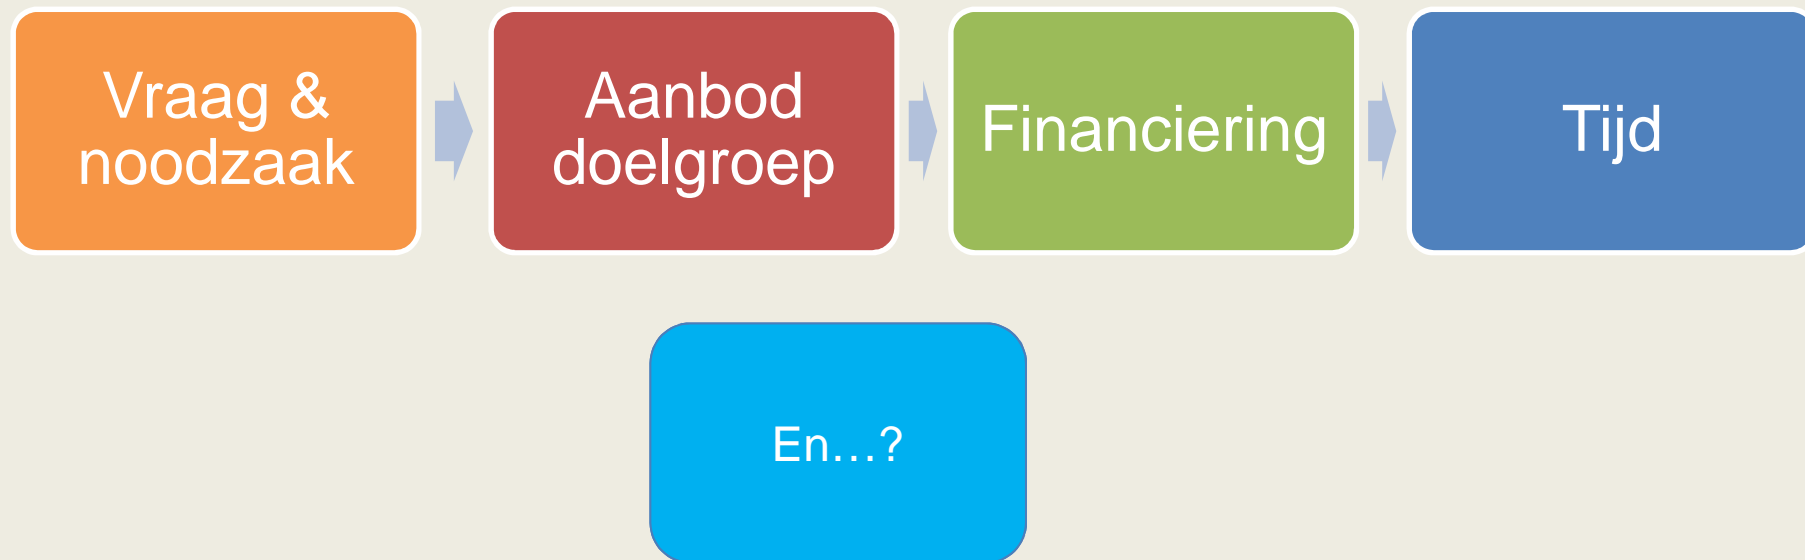 Vraag &
noodzaak
Aanbod
doelgroep
Financiering
Tijd
En…?